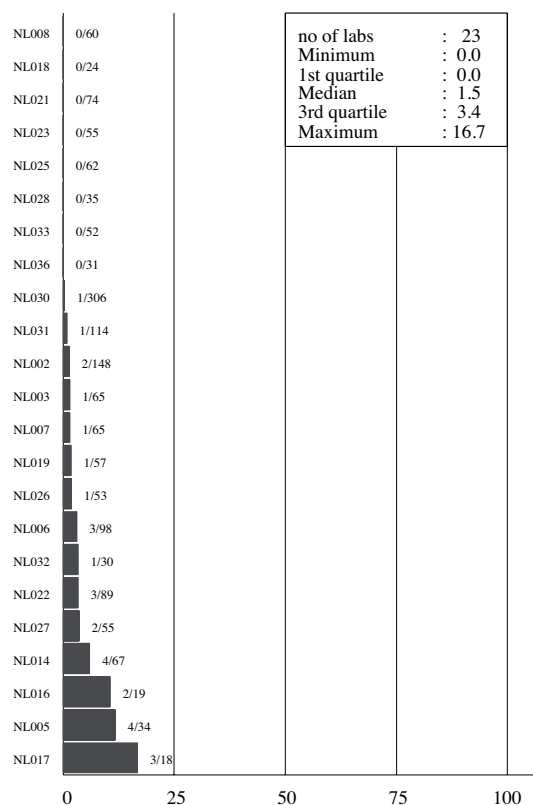 no of labs : 23
Minimum : 0.0
1st quartile : 0.0
Median : 1.5
3rd quartile : 3.4
Maximum : 16.7
NL008 0/60
NL018 0/24
NL021 0/74
NL023 0/55
NL025 0/62
NL028 0/35
NL033 0/52
NL036 0/31
NL030 1/306
NL031 1/114
NL002 2/148
NL003 1/65
NL007 1/65
NL019 1/57
NL026 1/53
NL006 3/98
NL032 1/30
NL022 3/89
NL027 2/55
NL014 4/67
NL016 2/19
NL005 4/34
NL017 3/18
0 25 50 75 100